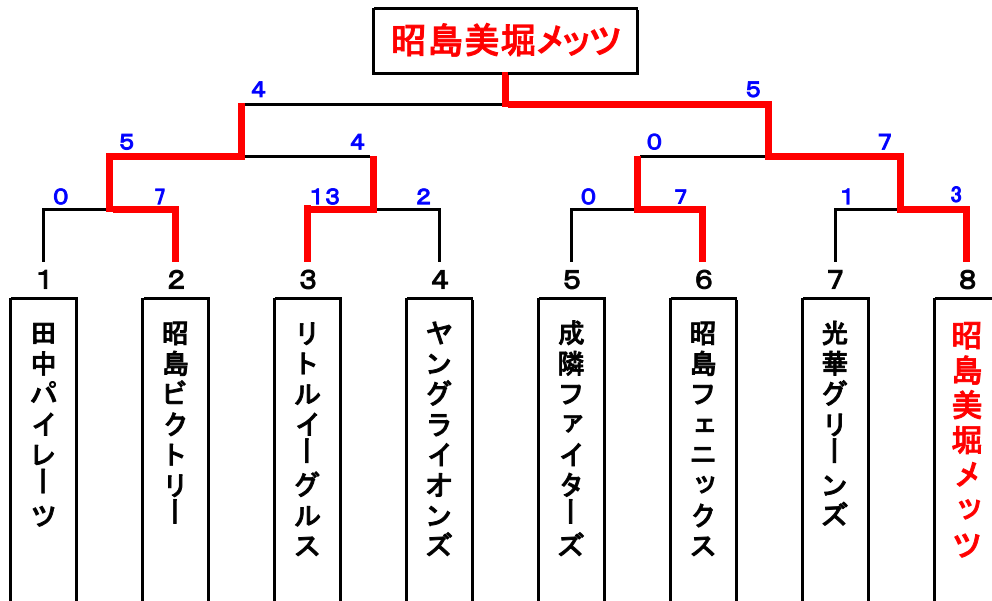 昭島美堀メッツ
4 5
5 4 0 7
0 7 13 2 0 7 1 3
1 2 3 4 5 6 7 8
田中パイレーツ
昭島ビクトリー
リトルイーグルス
ヤングライオンズ
成隣ファイターズ
昭島フェニックス
光華グリーンズ
昭島美堀メッツ